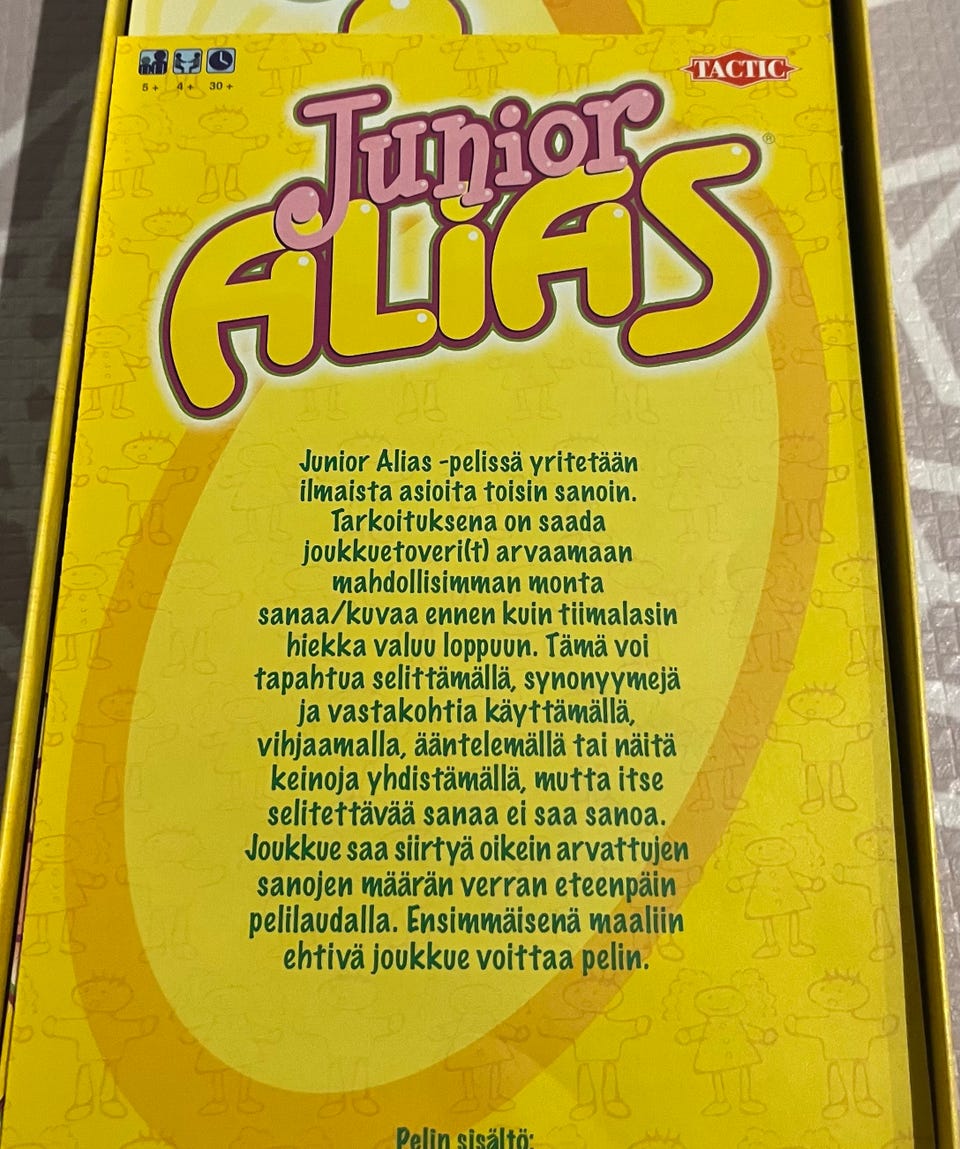 5+ 4+ 30+
TACTIC
Junior
ALiAS®
Junior Alias -pelissä yritetään
ilmaista asioita toisin sanoin.
Tarkoituksena on saada
joukkuetoveri(t) arvaamaan
mahdollisimman monta
sanaa/kuvaa ennen kuin tiimalasin
hiekka valuu loppuun. Tämä voi
tapahtua selittämällä, synonyymejä
ja vastakohtia käyttämällä,
vihjaamalla, ääntelemällä tai näitä
keinoja yhdistämällä, mutta itse
selitettävää sanaa ei saa sanoa.
Joukkue saa siirtyä oikein arvattujen
sanojen määrän verran eteenpäin
pelilaudalla. Ensimmäisenä maaliin
ehtivä joukkue voittaa pelin.
Pelin sisältö: